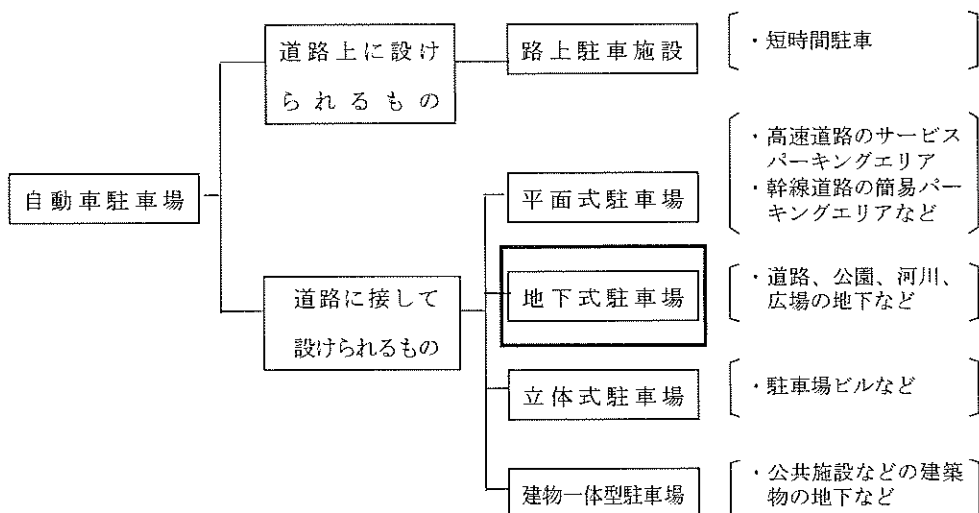 道路上に設け
られるもの
路上駐車施設
・短時間駐車
自動車駐車場
平面式駐車場
・高速道路のサービス
パーキングエリア
・幹線道路の簡易パー
キングエリアなど
道路に接して
設けられるもの
地下式駐車場
・道路、公園、河川、
広場の地下など
立体式駐車場
・駐車場ビルなど
建物一体型駐車場
・公共施設などの建築
物の地下など